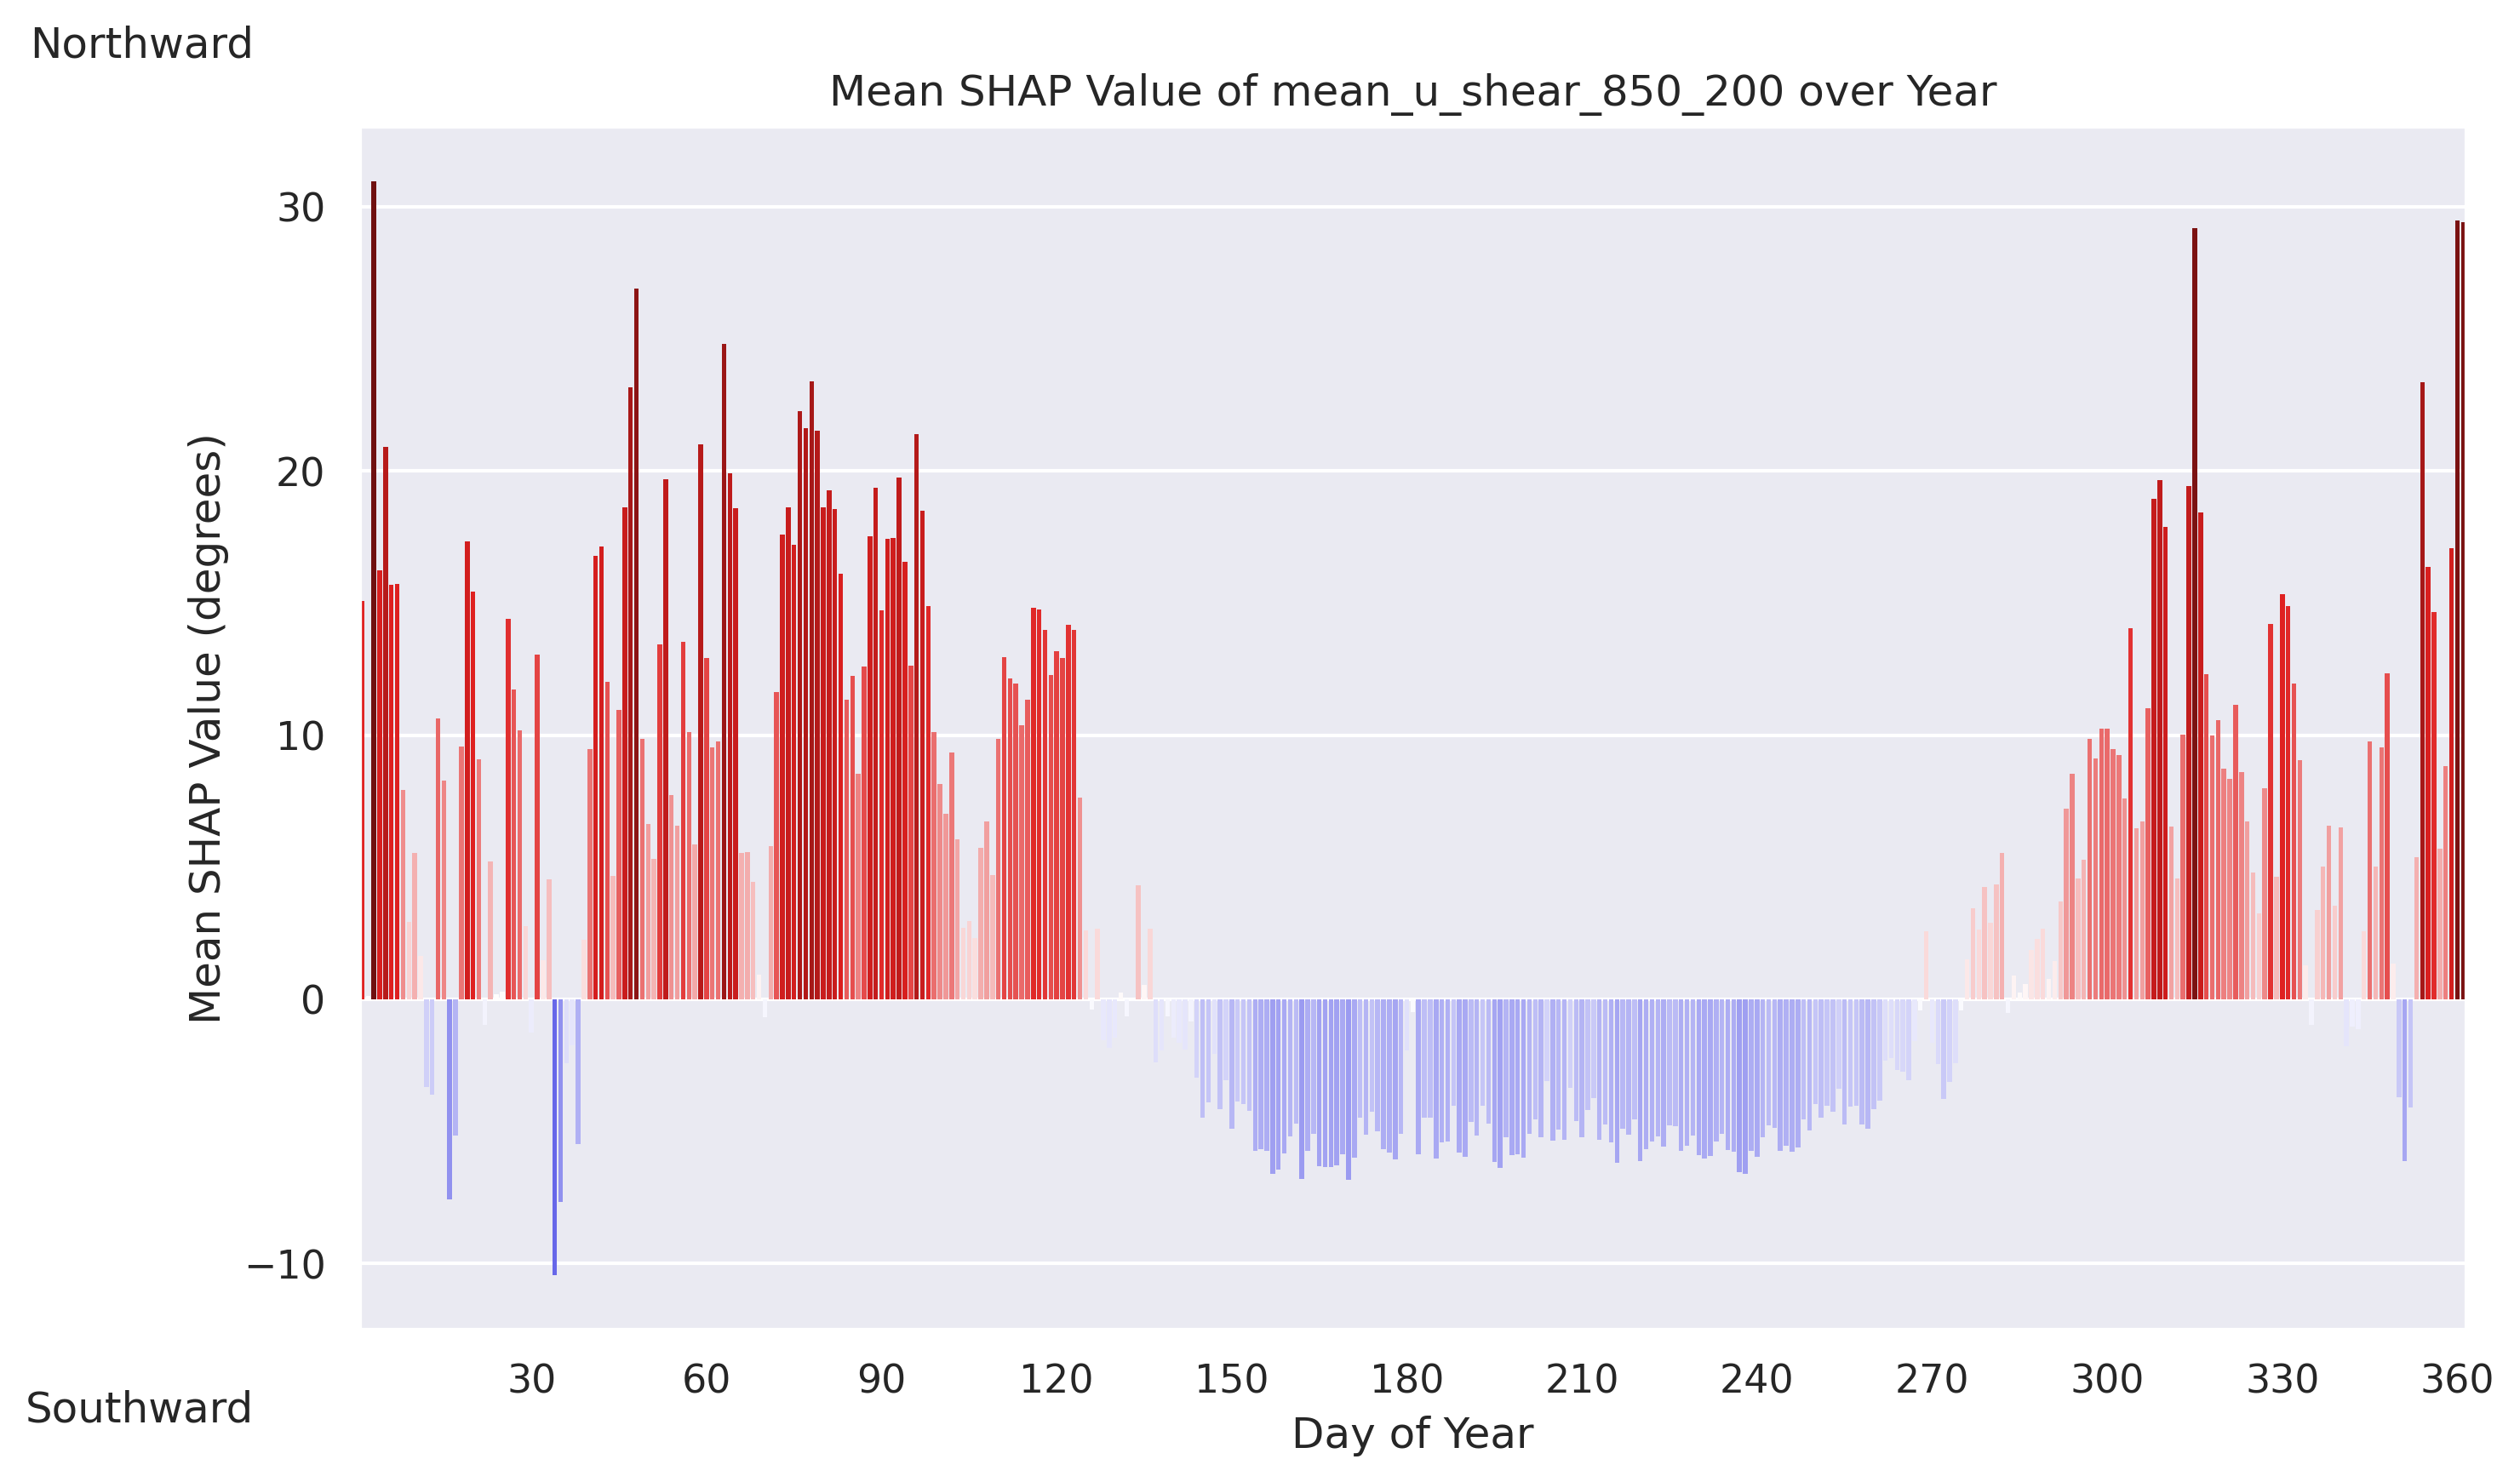 Northward
Mean SHAP Value of mean_u_shear_850_200 over Year
Mean SHAP Value (degrees)
30
20
10
0
−10
30 60 90 120 150 180 210 240 270 300 330 360
Southward
Day of Year